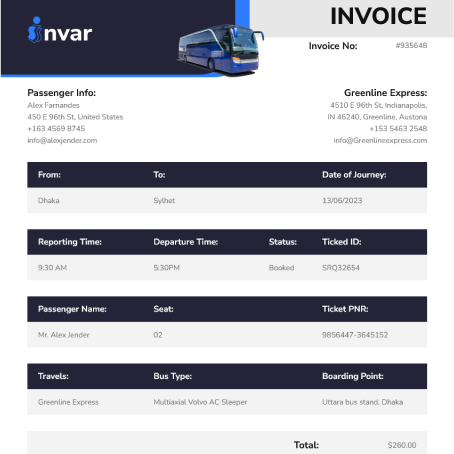 invar
INVOICE
Invoice No: #935648
Passenger Info:
Alex Farnandes
450 E 96th St, United States
+163 4569 8745
info@alexjender.com
Greenline Express:
4510 E 96th St, Indianapolis,
IN 46240, Greenline, Austona
+153 5463 2548
info@Greenlineexpress.com
From: To: Date of Journey:
Dhaka Sylhet 13/06/2023
Reporting Time: Departure Time: Status: Ticked ID:
9:30 AM 5:30PM Booked SRQ32654
Passenger Name: Seat: Ticket PNR:
Mr. Alex Jender 02 9856447-3645152
Travels: Bus Type: Boarding Point:
Greenline Express Multiaxial Volvo AC Sleeper Uttara bus stand, Dhaka
Total: $260.00